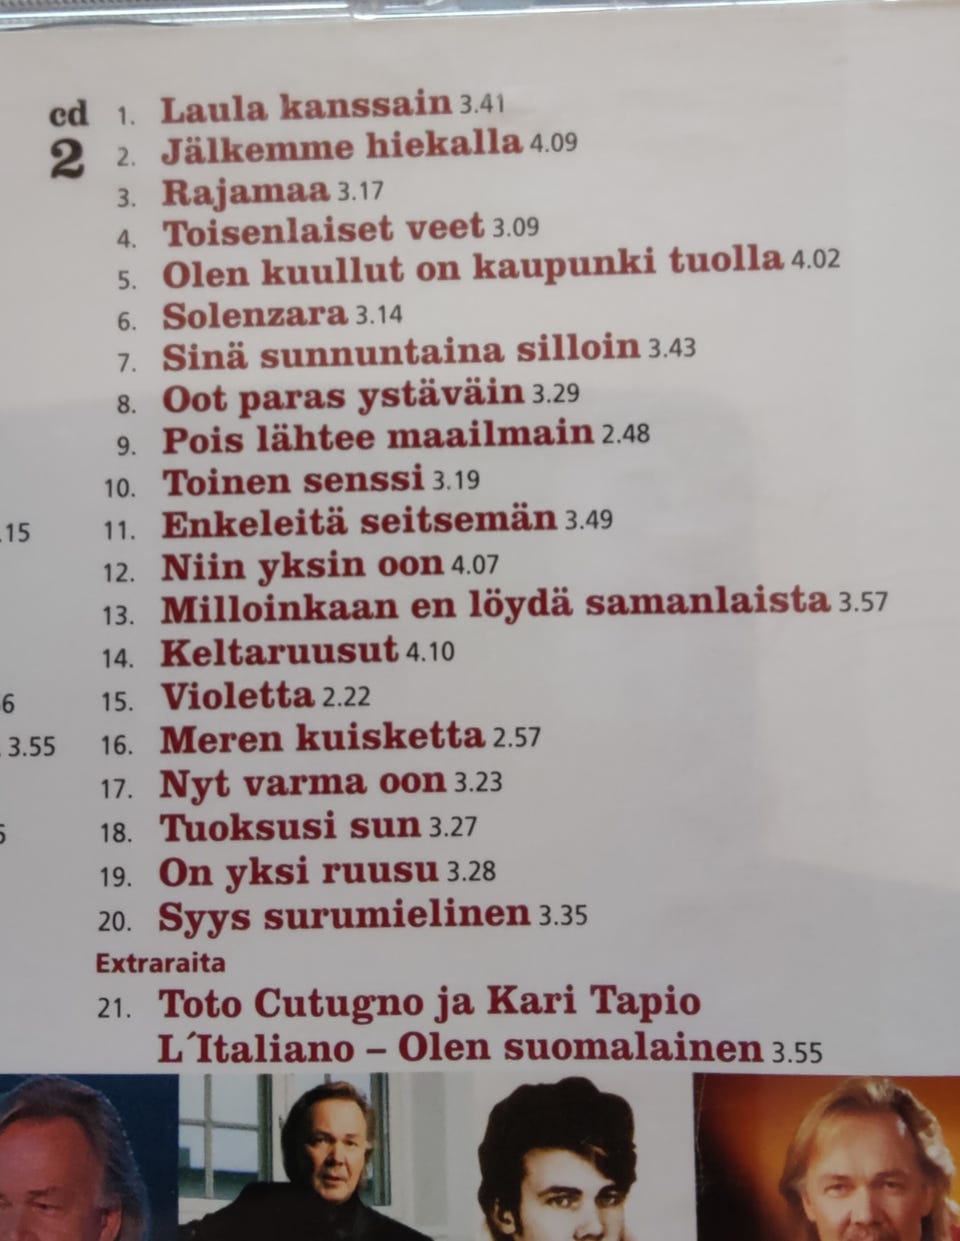 cd 1. Laula kanssain 3.41
2 2. Jälkemme hiekalla 4.09
3. Rajamaa 3.17
4. Toisenlaiset veet 3.09
5. Olen kuullut on kaupunki tuolla 4.02
6. Solenzara 3.14
7. Sinä sunnuntaina silloin 3.43
8. Oot paras ystäväin 3.29
9. Pois lähtee maailmain 2.48
10. Toinen senssi 3.19
.15 11. Enkeleitä seitsemän 3.49
12. Niin yksin oon 4.07
13. Milloinkaan en löydä samanlaista 3.57
14. Keltaruusut 4.10
6 15. Violetta 2.22
3.55 16. Meren kuisketta 2.57
17. Nyt varma oon 3.23
18. Tuoksusi sun 3.27
19. On yksi ruusu 3.28
20. Syys surumielinen 3.35
Extraraita
21. Toto Cutugno ja Kari Tapio
L´Italiano – Olen suomalainen 3.55